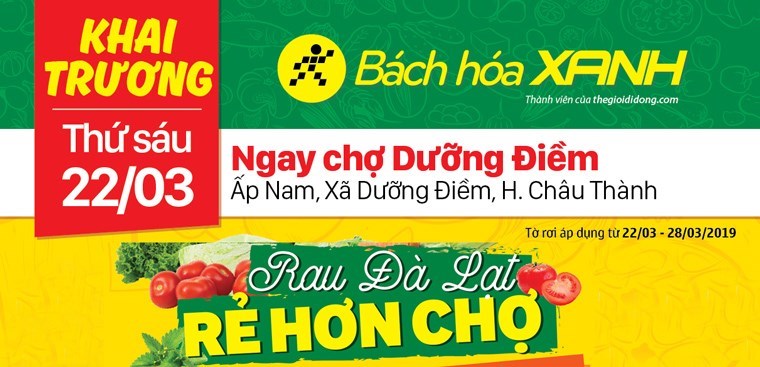 KHAI
TRƯƠNG
Thứ sáu
22/03
Bách hóa XANH
Thành viên của thegioididong.com
Ngay chợ Dưỡng Điềm
Ấp Nam, Xã Dưỡng Điềm, H. Châu Thành
Tờ rơi áp dụng từ 22/03 - 28/03/2019
Rau Đà Lạt
RẺ HƠN CHỢ